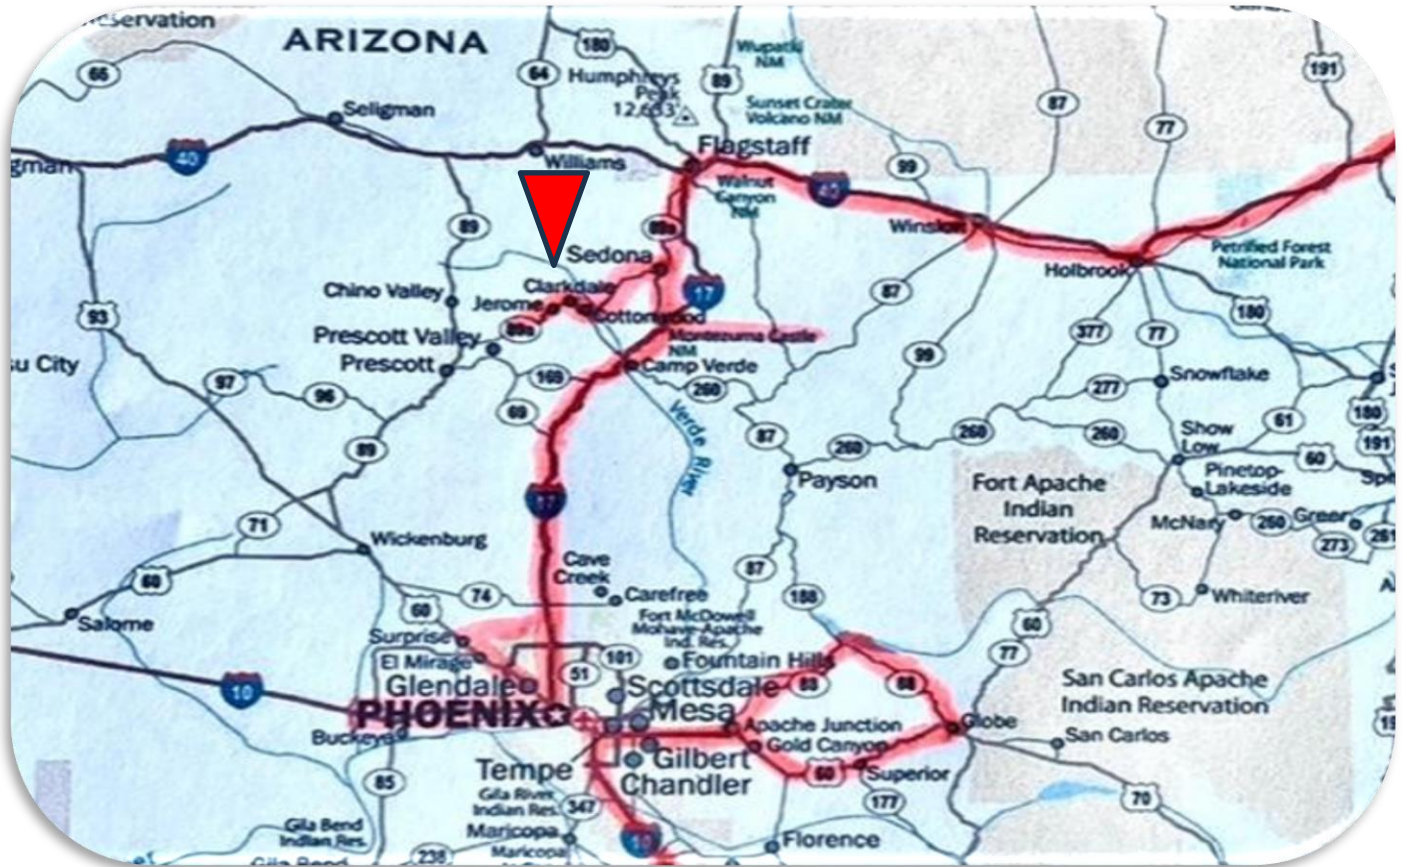 ARIZONA
66
Seligman
40
64
180
Humphreys
Peak
12,633
89
Wupatki
NM
Sunset Crater
Volcano NM
87
77
191
Williams
Flagstaff
Walnut
Canyon
NM
40
99
Winslow
Holbrook
Petrified Forest
National Park
89
89a
Sedona
Clarkdale
Jerome
Cottonwood
89a
17
Chino Valley
Prescott Valley
Prescott
93
Montezuma Castle
NM
Camp Verde
87
99
377
77
180
u City
97
96
169
69
260
277
Snowflake
89
Verde River
87
260
260
260
61
180
191
Show
Low
60
Payson
Pinetop-
Lakeside
Fort Apache
Indian
Reservation
McNary
260
Greer
273
261
17
71
Wickenburg
60
Salome
74
60
Cave
Creek
Carefree
87
188
73
Whiteriver
60
77
Fort McDowell
Mohave-Apache
Ind. Res.
Surprise
El Mirage
Glendale
51
101
Fountain Hills
Scottsdale
88
88
San Carlos Apache
Indian Reservation
10
PHOENIX
Mesa
Buckeye
Apache Junction
Globe
San Carlos
Gold Canyon
Gilbert
Chandler
60
Superior
Tempe
85
Gila River
Indian Res.
347
177
70
Gila Bend
Indian Res.
Maricopa
Maricopa
238
10
Florence
Gila Bend